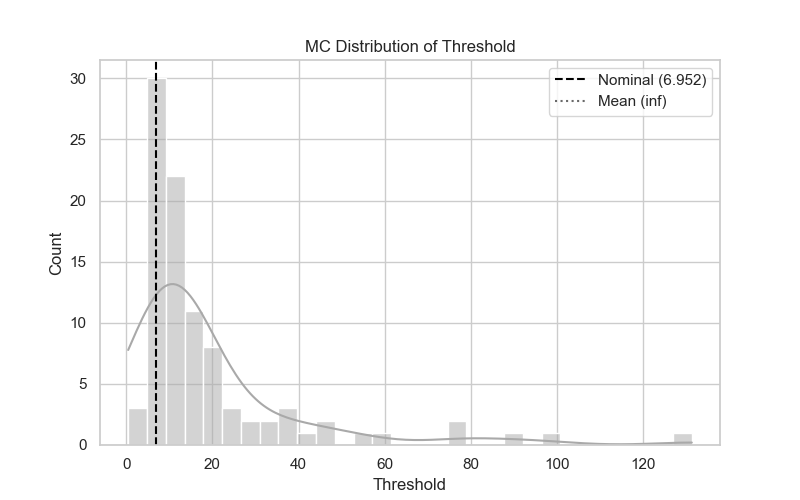 MC Distribution of Threshold
Nominal (6.952)
Mean (inf)
30
25
20
15
10
5
0
Count
0 20 40 60 80 100 120
Threshold